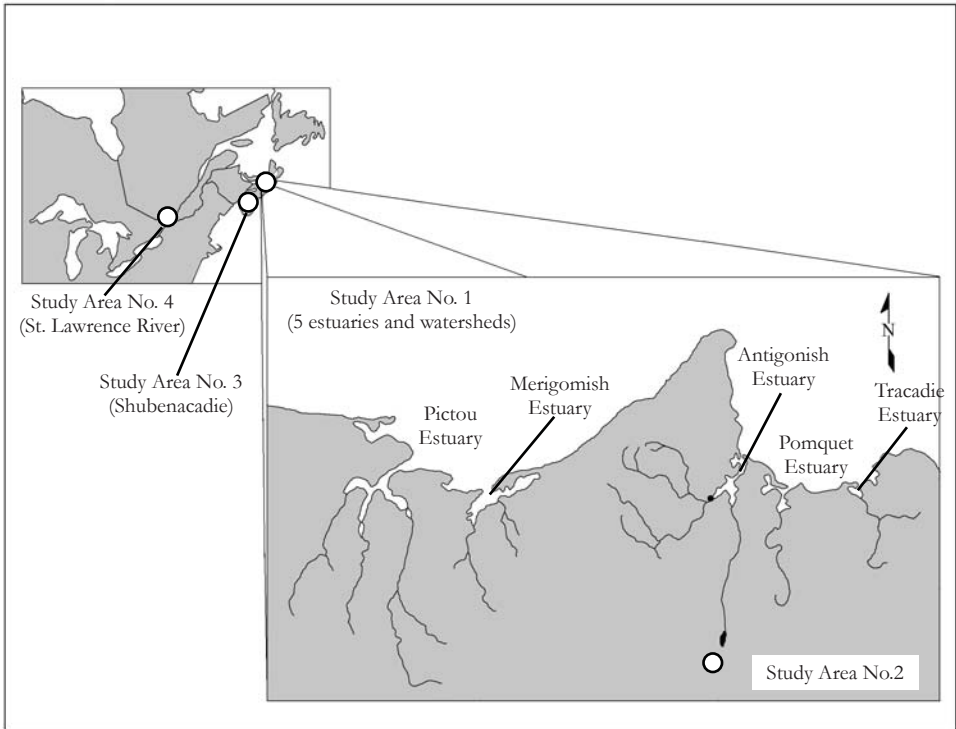 Study Area No. 4
(St. Lawrence River)
Study Area No. 3
(Shubenacadie)
Study Area No. 1
(5 estuaries and watersheds)
N
Pictou
Estuary
Merigomish
Estuary
Antigonish
Estuary
Pomquet
Estuary
Tracadie
Estuary
Study Area No.2